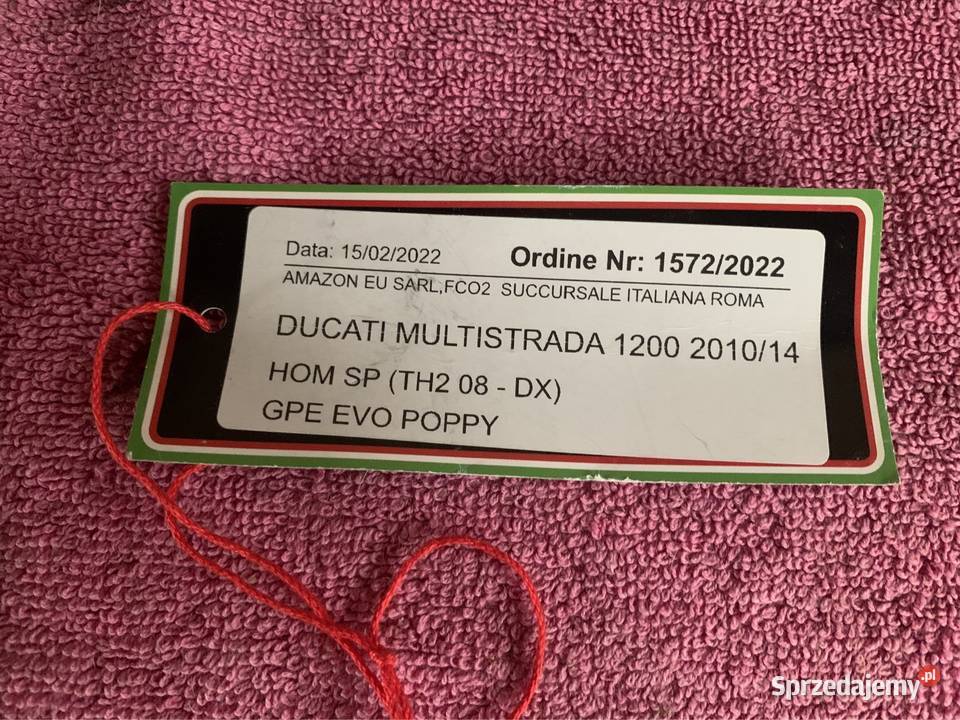 Data: 15/02/2022 Ordine Nr: 1572/2022
AMAZON EU SARL,FCO2 SUCCURSALE ITALIANA ROMA
DUCATI MULTISTRADA 1200 2010/14
HOM SP (TH2 08 - DX)
GPE EVO POPPY
Sprzedajemy.pl